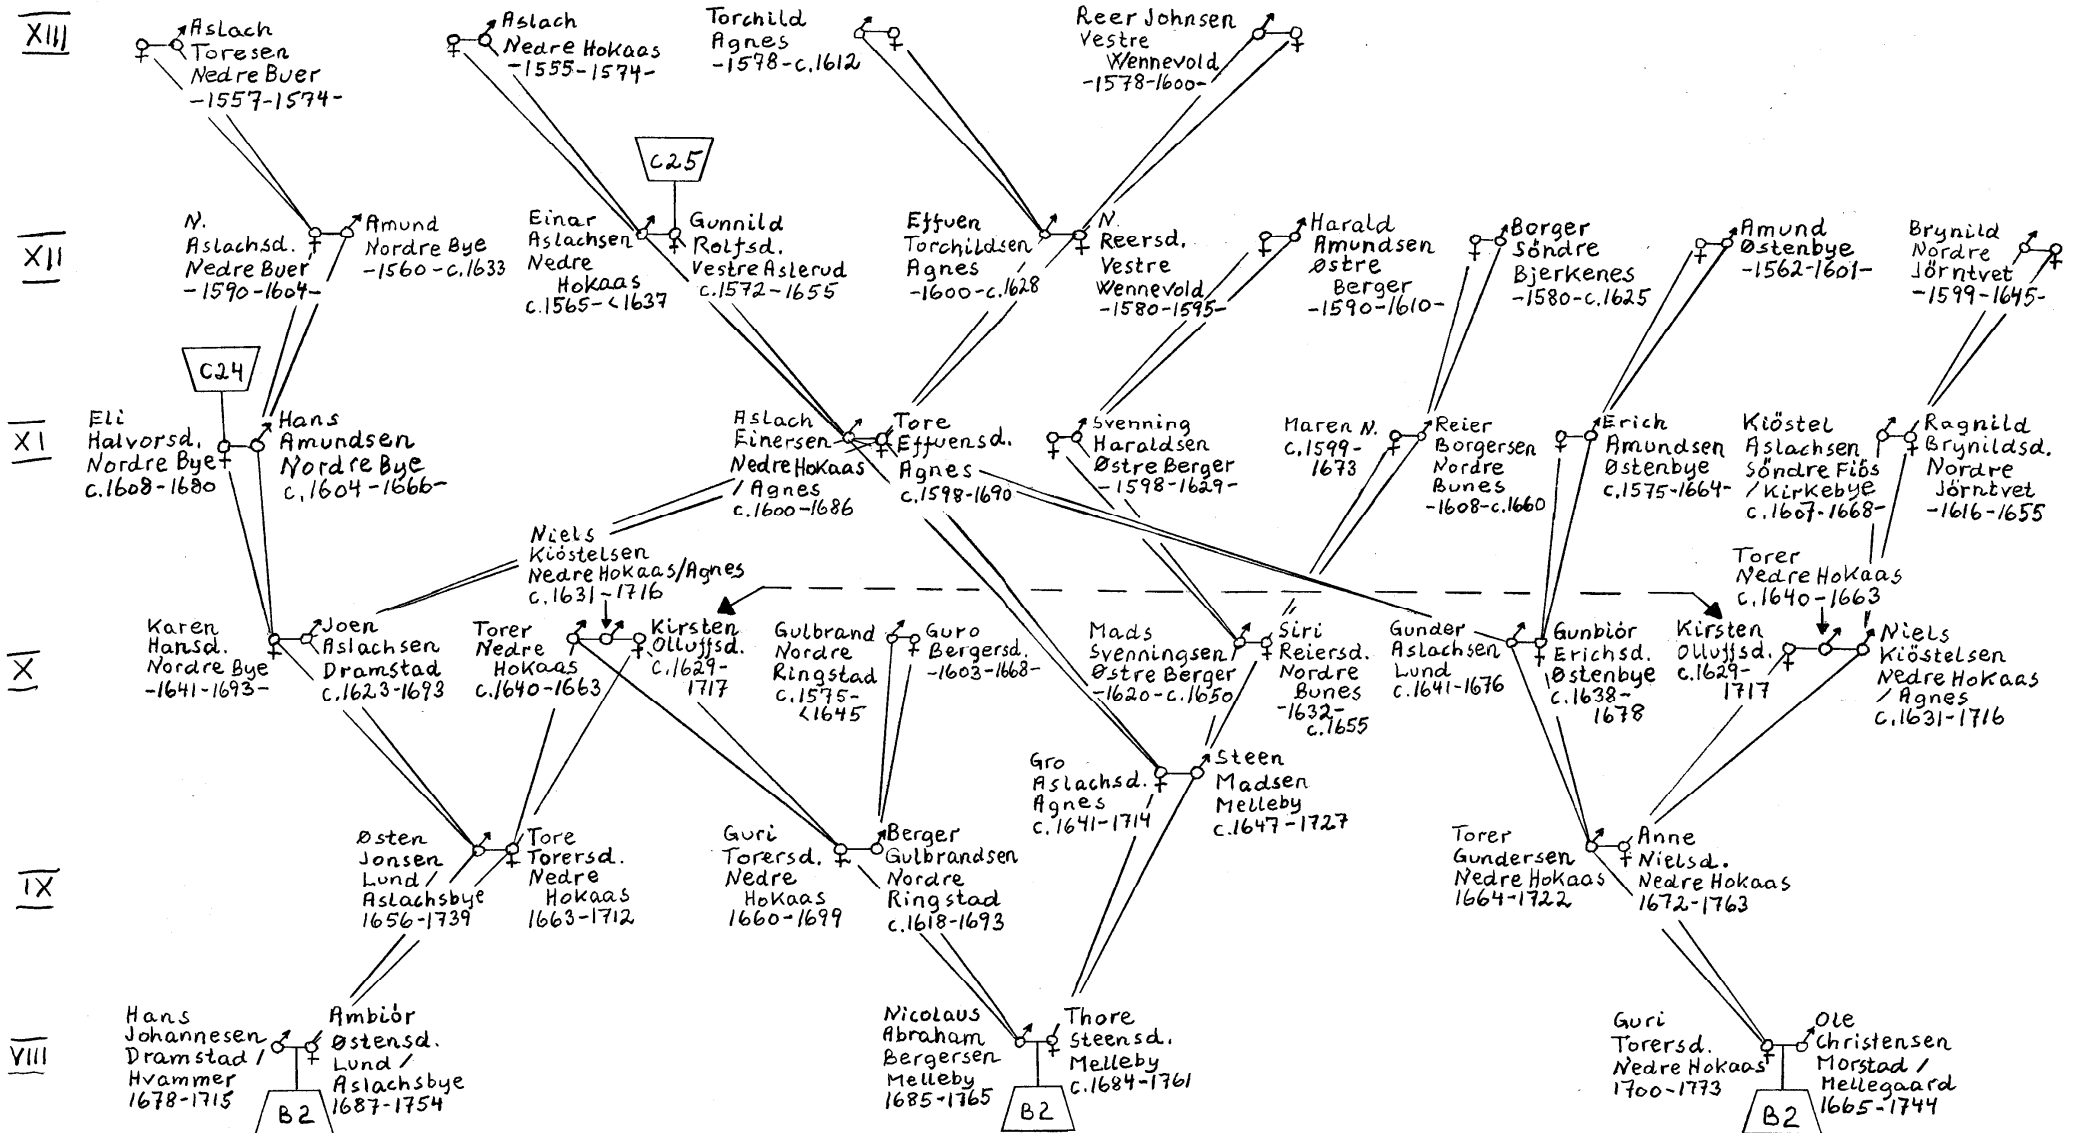 XIII
Aslach
Toresen
Nedre Buer
-1557-1574-
Aslach
Nedre Hokaas
-1555-1574-
Torchild
Agnes
-1578-c.1612
Reer Johnsen
Vestre
Wennevold
-1578-1600-
C25
XII
N.
Aslachsd.
Nedre Buer
-1590-1604-
Amund
Nordre Bye
-1560-c.1633
Einar
Aslachsen
Nedre
Hokaas
c.1565-<1637
Gunnild
Rolfsd.
Vestre Aslerud
c.1572-1655
Effuen
Torchildsen
Agnes
-1600-c.1628
N.
Reersd.
Vestre
Wennevold
-1580-1595-
Harald
Amundsen
Østre
Berger
-1590-1610-
Borger
Söndre
Bjerkenes
-1580-c.1625
Amund
Østenbye
-1562-1601-
Brynild
Nordre
Jörntvet
-1599-1645-
C24
XI
Eli
Halvorsd.
Nordre Bye
c.1608-1680
Hans
Amundsen
Nordre Bye
c.1604-1666-
Aslach
Einersen
Nedre Hokaas
/Agnes
c.1600-1686
Tore
Effuensd.
Agnes
c.1598-1690
Svenning
Haraldsen
Østre Berger
-1598-1629-
Maren N.
c.1599-
1673
Reier
Borgersen
Nordre
Bunes
-1608-c.1660
Erich
Amundsen
Østenbye
c.1575-1664-
Kiöstel
Aslachsen
Söndre Fiös
/Kirkebye
c.1607-1668-
Ragnild
Brynildsd.
Nordre
Jörntvet
-1616-1655
X
Karen
Hansd.
Nordre Bye
-1641-1693-
Joen
Aslachsen
Dramstad
c.1623-1693
Niels
Kiöstelsen
Nedre Hokaas/Agnes
c.1631-1716
Torer
Nedre
Hokaas
c.1640-1663
Kirsten
Olluffsd.
c.1629-
1717
Gulbrand
Nordre
Ringstad
c.1575-
<1645
Guro
Bergersd.
-1603-1668-
Mads
Svenningsen
Østre Berger
-1620-c.1650
Siri
Reiersd.
Nordre
Bunes
-1632-
c.1655
Gunder
Aslachsen
Lund
c.1641-1676
Gunbiör
Erichsd.
Østenbye
c.1638-
1678
Kirsten
Olluffsd.
c.1629-
1717
Torer
Nedre Hokaas
c.1640-1663
Niels
Kiöstelsen
Nedre Hokaas
/Agnes
c.1631-1716
Gro
Aslachsd.
Agnes
c.1641-1714
Steen
Madsen
Melleby
c.1647-1727
IX
Østen
Jonsen
Lund/
Aslachsbye
1656-1739
Tore
Torersd.
Nedre
Hokaas
1663-1712
Guri
Torersd.
Nedre
Hokaas
1660-1699
Berger
Gulbrandsen
Nordre
Ringstad
c.1618-1693
Torer
Gundersen
Nedre Hokaas
1664-1722
Anne
Nielsd.
Nedre Hokaas
1672-1763
VIII
Hans
Johannesen
Dramstad/
Hvammer
1678-1715
Ambiör
Østensd.
Lund/
Aslachsbye
1687-1754
B2
Nicolaus
Abraham
Bergersen
Melleby
1685-1765
Thore
Steensd.
Melleby
c.1684-1761
B2
Guri
Torersd.
Nedre Hokaas
1700-1773
Ole
Christensen
Morstad/
Mellegaard
1665-1744
B2